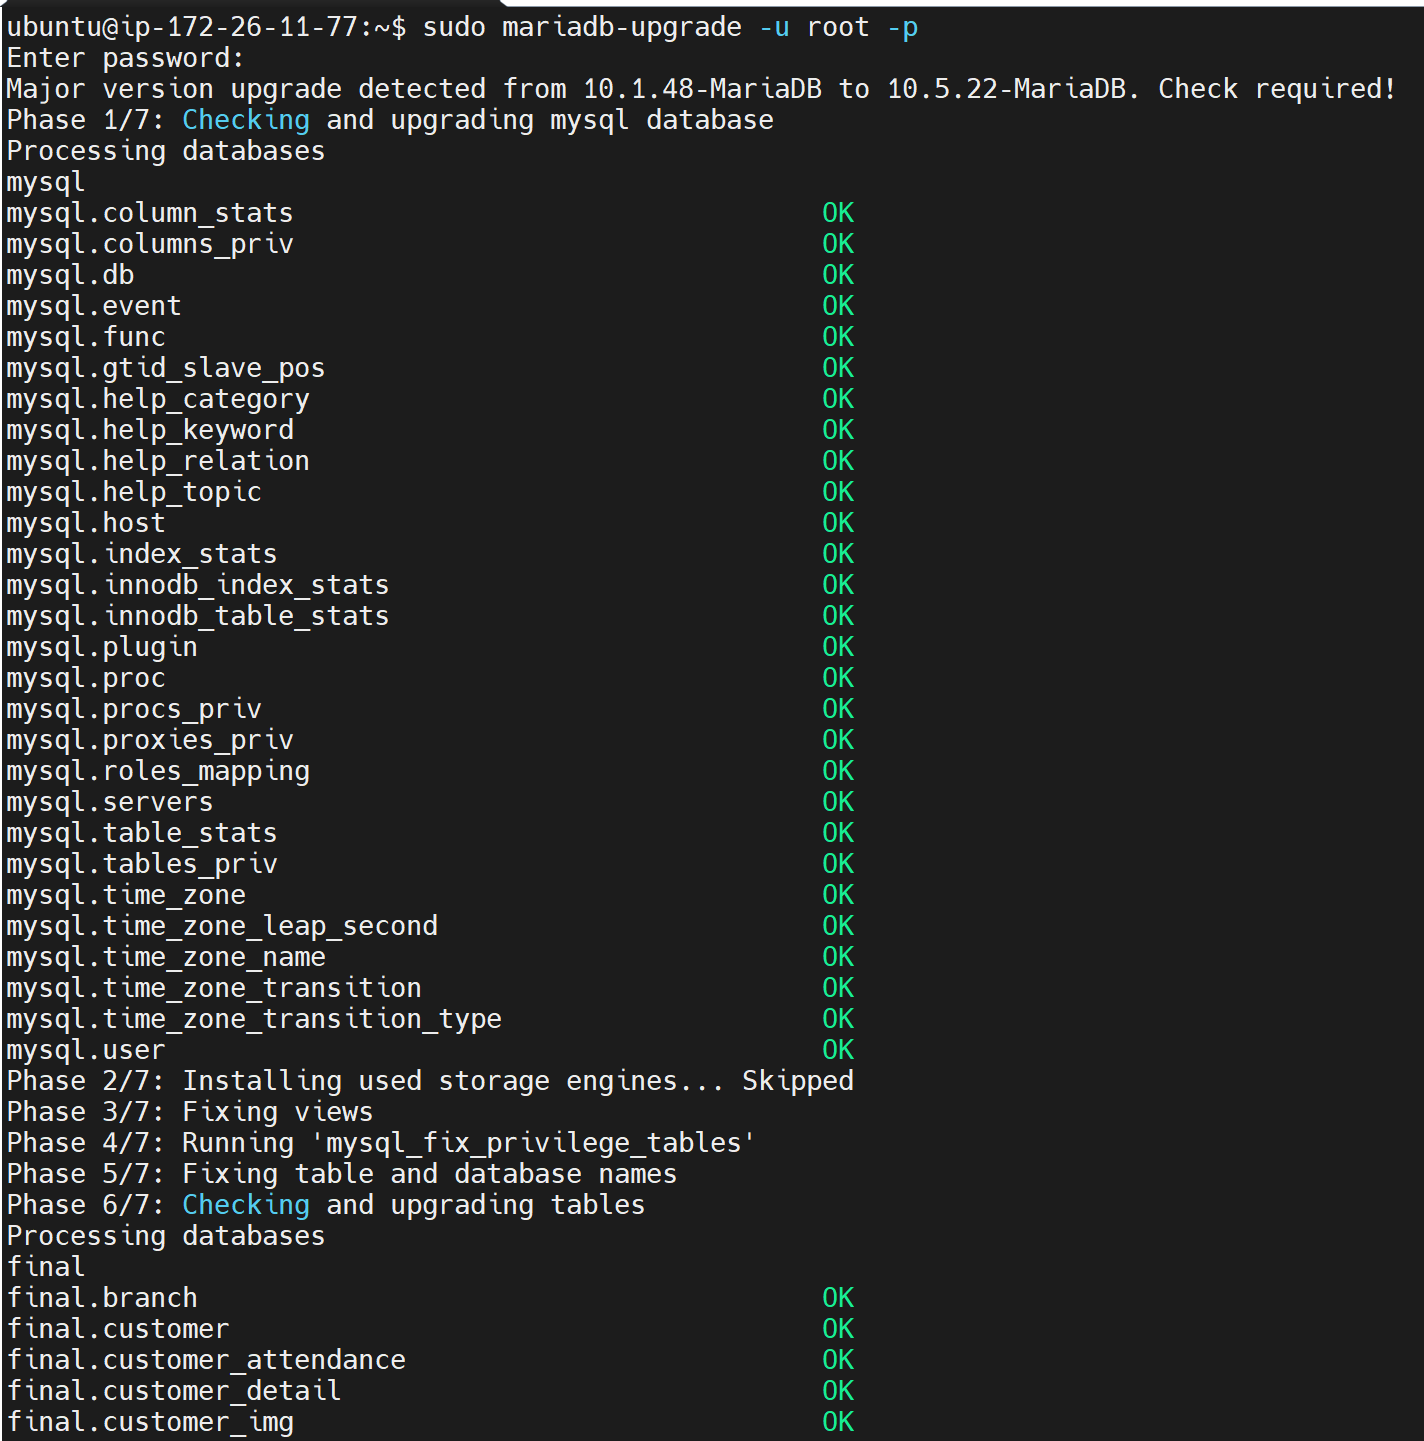 ubuntu@ip-172-26-11-77:~$ sudo mariadb-upgrade -u root -p
Enter password:
Major version upgrade detected from 10.1.48-MariaDB to 10.5.22-MariaDB. Check required!
Phase 1/7: Checking and upgrading mysql database
Processing databases
mysql
mysql.column_stats OK
mysql.columns_priv OK
mysql.db OK
mysql.event OK
mysql.func OK
mysql.gtid_slave_pos OK
mysql.help_category OK
mysql.help_keyword OK
mysql.help_relation OK
mysql.help_topic OK
mysql.host OK
mysql.index_stats OK
mysql.innodb_index_stats OK
mysql.innodb_table_stats OK
mysql.plugin OK
mysql.proc OK
mysql.procs_priv OK
mysql.proxies_priv OK
mysql.roles_mapping OK
mysql.servers OK
mysql.table_stats OK
mysql.tables_priv OK
mysql.time_zone OK
mysql.time_zone_leap_second OK
mysql.time_zone_name OK
mysql.time_zone_transition OK
mysql.time_zone_transition_type OK
mysql.user OK
Phase 2/7: Installing used storage engines... Skipped
Phase 3/7: Fixing views
Phase 4/7: Running 'mysql_fix_privilege_tables'
Phase 5/7: Fixing table and database names
Phase 6/7: Checking and upgrading tables
Processing databases
final
final.branch OK
final.customer OK
final.customer_attendance OK
final.customer_detail OK
final.customer_img OK